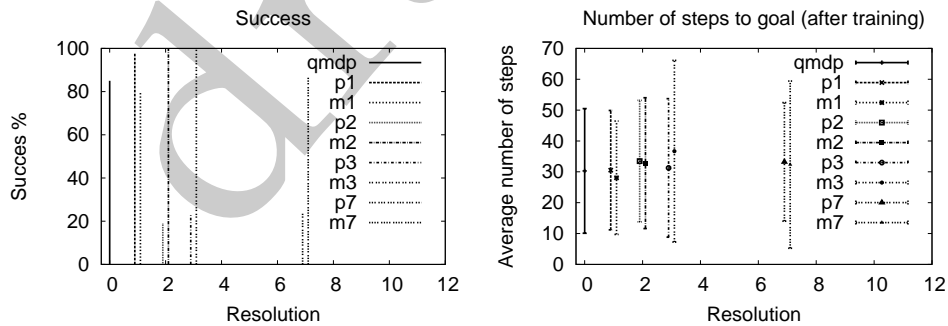 Success
Succes %
100
80
60
40
20
0
0 2 4 6 8 10 12
Resolution
qmdp
p1
m1
p2
m2
p3
m3
p7
m7
Number of steps to goal (after training)
Average number of steps
70
60
50
40
30
20
10
0
0 2 4 6 8 10 12
Resolution
qmdp
p1
m1
p2
m2
p3
m3
p7
m7